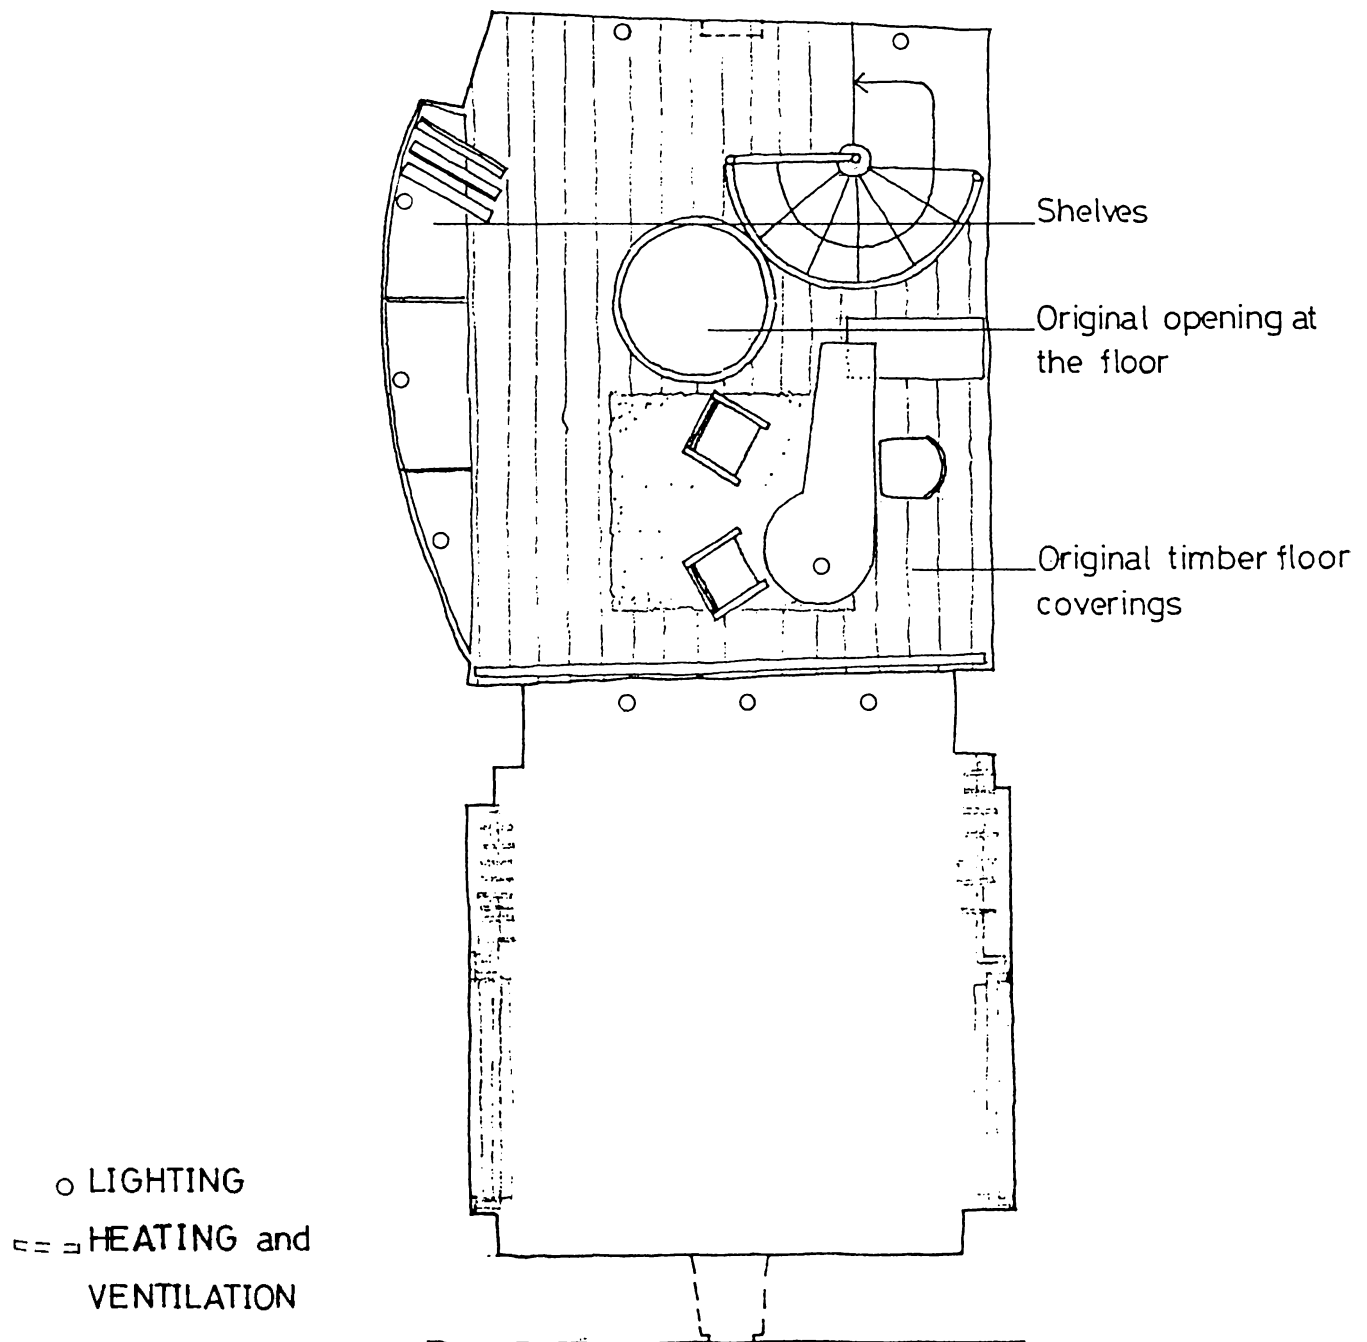 Shelves
Original opening at
the floor
Original timber floor
coverings
LIGHTING
HEATING and
VENTILATION